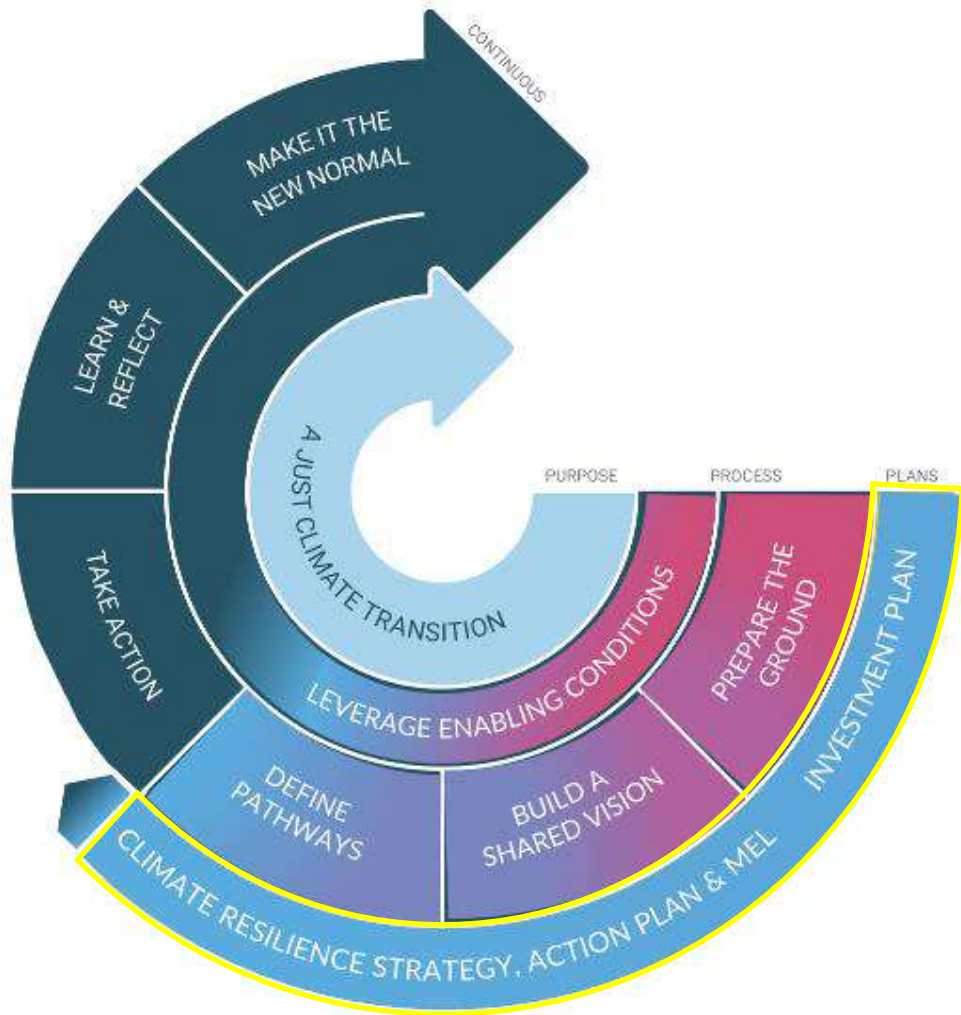 CONTINUOUS
MAKE IT THE
NEW NORMAL
LEARN &
REFLECT
TAKE ACTION
A JUST CLIMATE TRANSITION
PURPOSE
PROCESS
PLANS
LEVERAGE ENABLING CONDITIONS
PREPARE THE
GROUND
BUILD A
SHARED VISION
DEFINE
PATHWAYS
CLIMATE RESILIENCE STRATEGY, ACTION PLAN & MEL
INVESTMENT PLAN